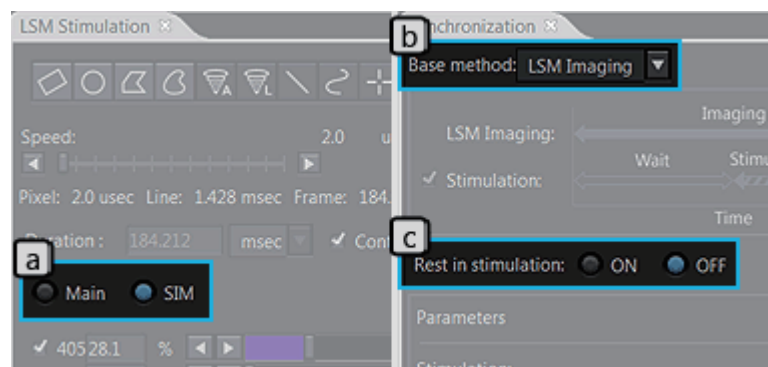 LSM Stimulation
A
L
Speed:
2.0
Pixel: 2.0 usec Line: 1.428 msec Frame: 184.
Duration: 184.212 msec
a
Main SIM
405 28.1 %
b
Base method: LSM Imaging
Imaging
LSM Imaging:
Wait
Stimulation:
Time
c
Rest in stimulation: ON OFF
Parameters